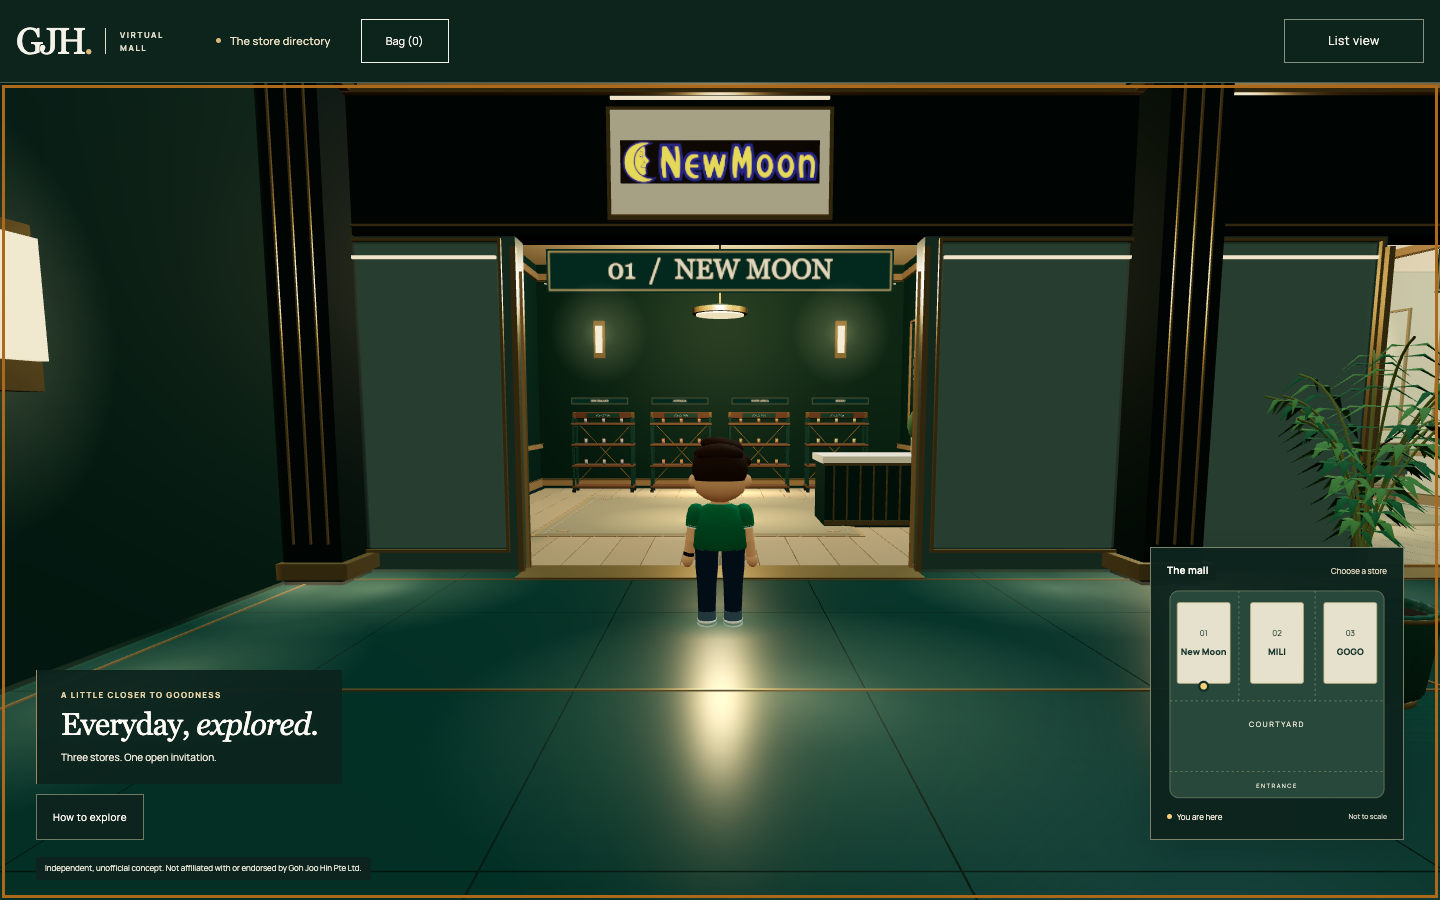 GJH.
VIRTUAL
MALL
The store directory
Bag (0)
List view
NewMoon
01 / NEW MOON
A LITTLE CLOSER TO GOODNESS
Everyday, explored.
Three stores. One open invitation.
How to explore
Independent, unofficial concept. Not affiliated with or endorsed by Goh Joo Hin Pte Ltd.
The mall
Choose a store
01
New Moon
02
MILI
03
GOGO
COURTYARD
ENTRANCE
You are here
Not to scale